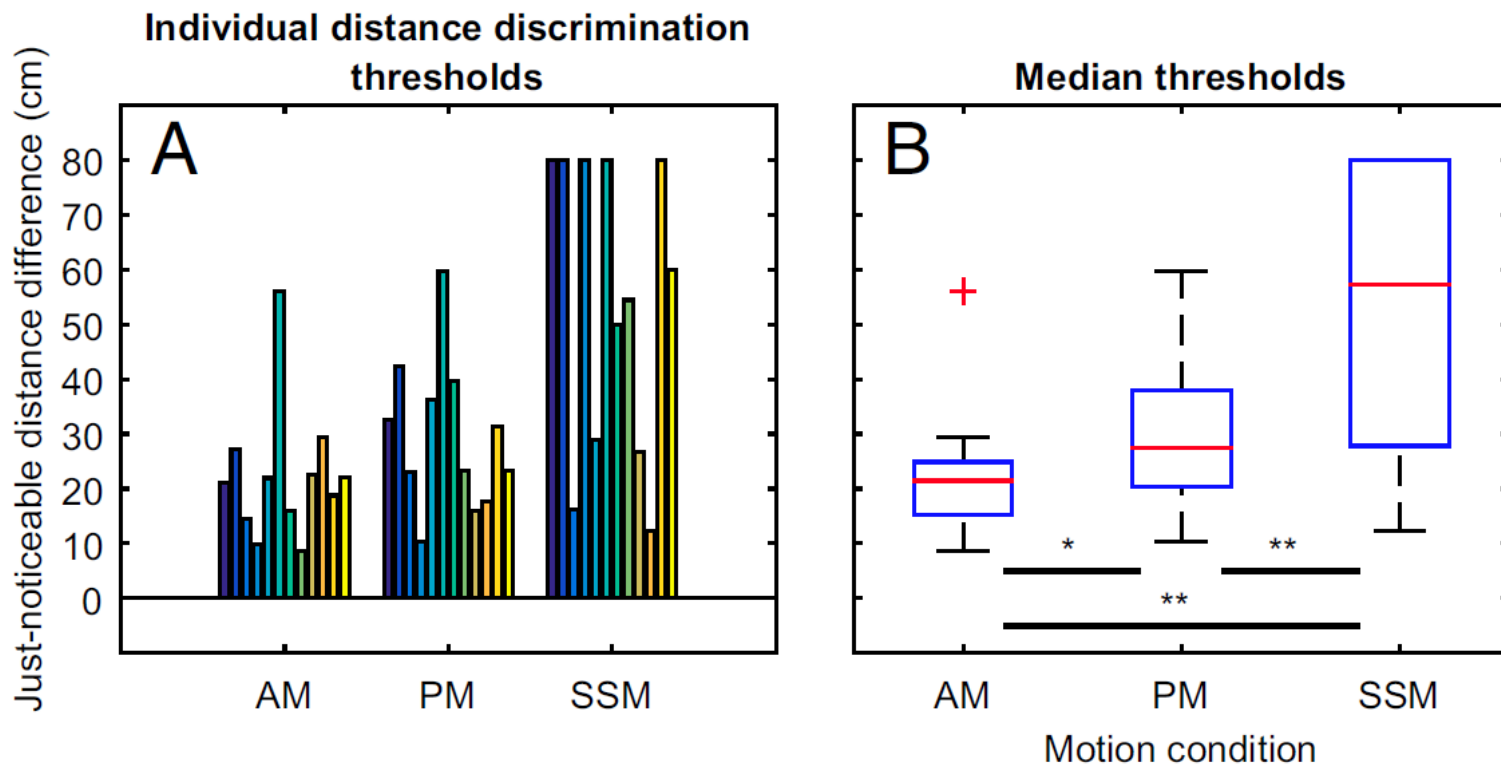 Individual distance discrimination
thresholds
Just-noticeable distance difference (cm)
A
80
70
60
50
40
30
20
10
0
AM PM SSM
Median thresholds
B
* **
**
AM PM SSM
Motion condition